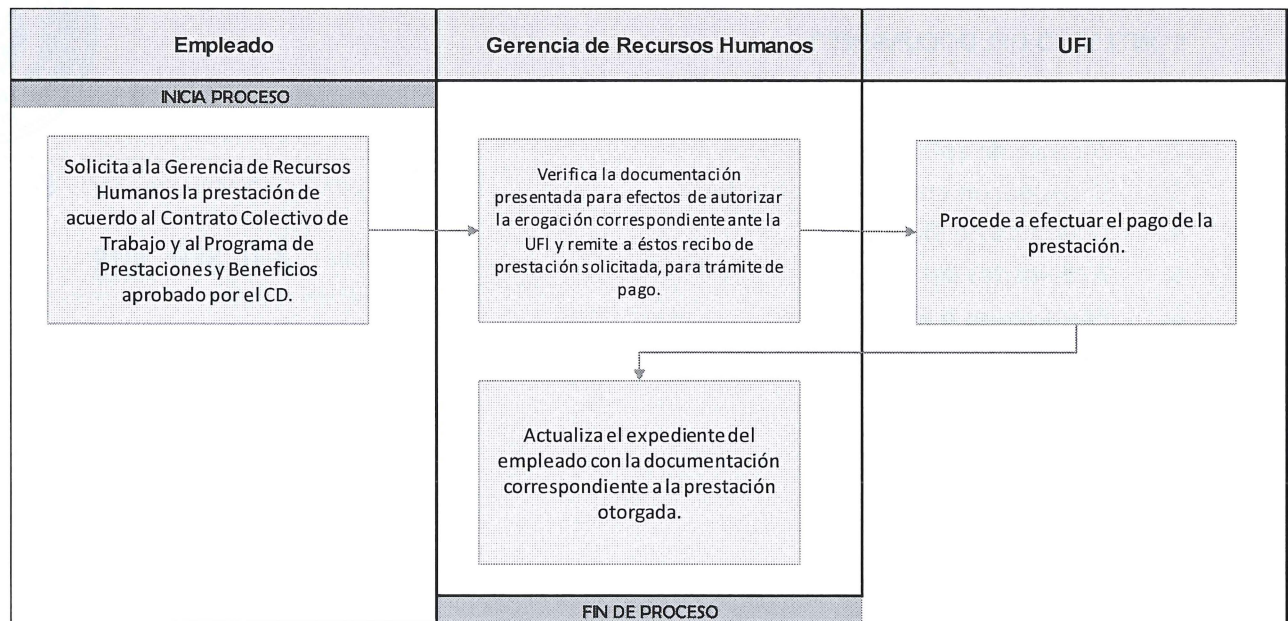 Empleado
Gerencia de Recursos Humanos
UFI
INICIA PROCESO
Solicita a la Gerencia de Recursos
Humanos la prestación de
acuerdo al Contrato Colectivo de
Trabajo y al Programa de
Prestaciones y Beneficios
aprobado por el CD.
Verifica la documentación
presentada para efectos de autorizar
la erogación correspondiente ante la
UFI y remite a éstos recibo de
prestación solicitada, para trámite de
pago.
Procede a efectuar el pago de la
prestación.
Actualiza el expediente del
empleado con la documentación
correspondiente a la prestación
otorgada.
FIN DE PROCESO